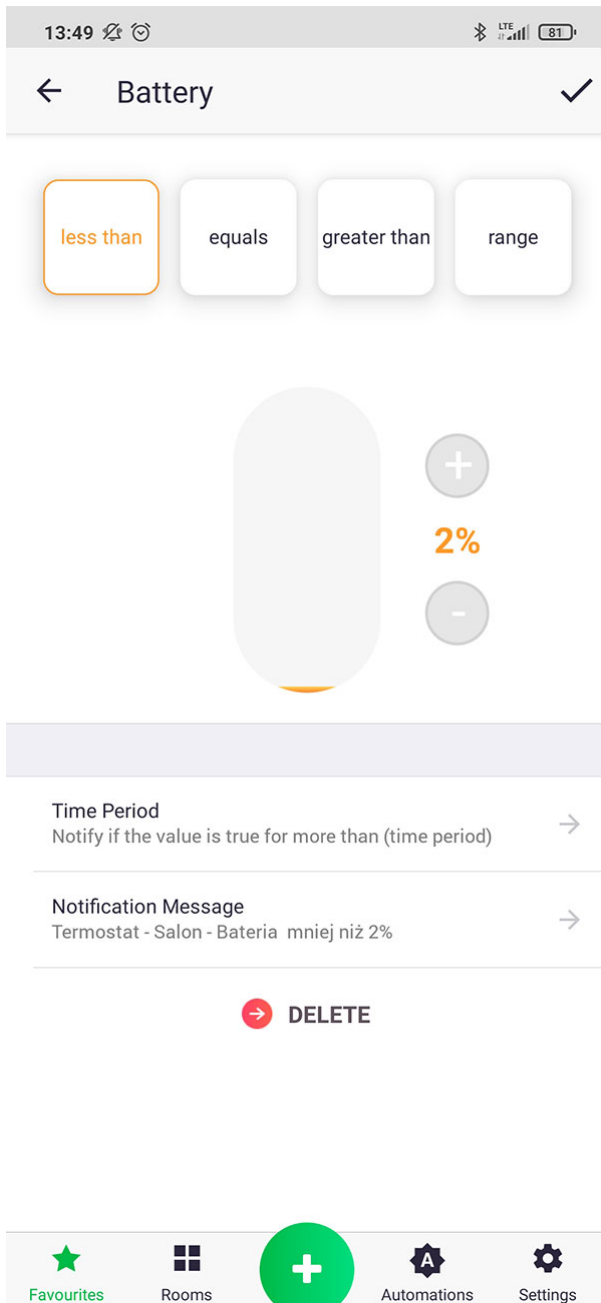 13:49 LTE 81
Battery
less than equals greater than range
+
2%
-
Time Period
Notify if the value is true for more than (time period)
Notification Message
Termostat - Salon - Bateria mniej niż 2%
DELETE
+
A
Favourites Rooms Automations Settings